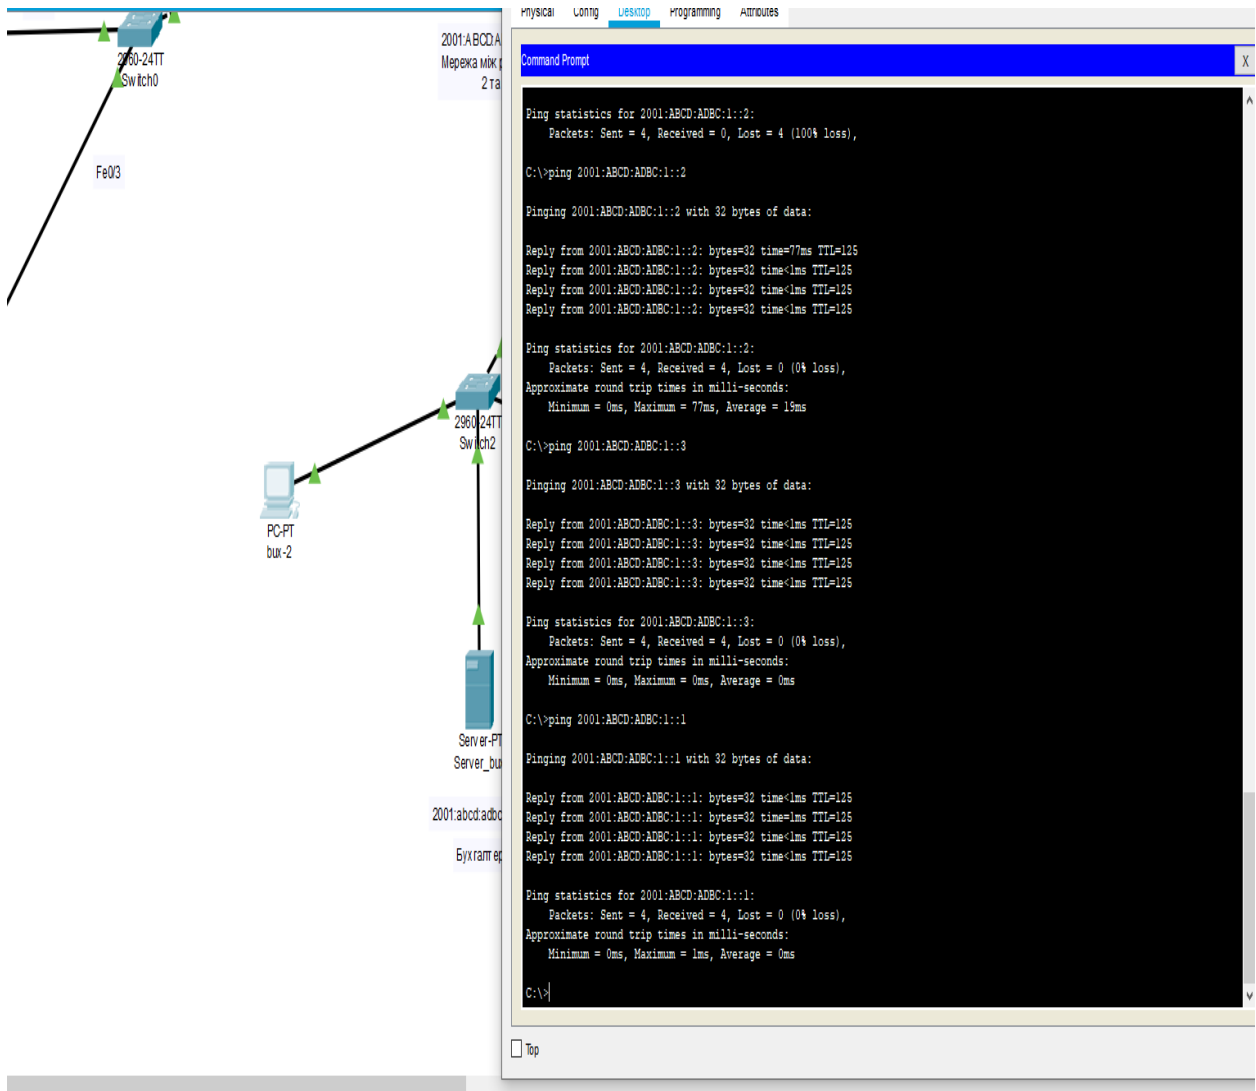 2960-24TT
Switch0
Fe0/3
2001:ABCD:A
Мережа між
2 та
2960-24TT
Switch2
PC-PT
bux-2
Server-PT
Server_bux
2001:abcd:adbc
Бухгалтер
Physical Config Desktop Programming Attributes
Command Prompt X
Ping statistics for 2001:ABCD:ADBC:1::2:
Packets: Sent = 4, Received = 0, Lost = 4 (100% loss),
C:\>ping 2001:ABCD:ADBC:1::2
Pinging 2001:ABCD:ADBC:1::2 with 32 bytes of data:
Reply from 2001:ABCD:ADBC:1::2: bytes=32 time=77ms TTL=125
Reply from 2001:ABCD:ADBC:1::2: bytes=32 time<1ms TTL=125
Reply from 2001:ABCD:ADBC:1::2: bytes=32 time<1ms TTL=125
Reply from 2001:ABCD:ADBC:1::2: bytes=32 time<1ms TTL=125
Ping statistics for 2001:ABCD:ADBC:1::2:
Packets: Sent = 4, Received = 4, Lost = 0 (0% loss),
Approximate round trip times in milli-seconds:
Minimum = 0ms, Maximum = 77ms, Average = 19ms
C:\>ping 2001:ABCD:ADBC:1::3
Pinging 2001:ABCD:ADBC:1::3 with 32 bytes of data:
Reply from 2001:ABCD:ADBC:1::3: bytes=32 time<1ms TTL=125
Reply from 2001:ABCD:ADBC:1::3: bytes=32 time<1ms TTL=125
Reply from 2001:ABCD:ADBC:1::3: bytes=32 time<1ms TTL=125
Reply from 2001:ABCD:ADBC:1::3: bytes=32 time<1ms TTL=125
Ping statistics for 2001:ABCD:ADBC:1::3:
Packets: Sent = 4, Received = 4, Lost = 0 (0% loss),
Approximate round trip times in milli-seconds:
Minimum = 0ms, Maximum = 0ms, Average = 0ms
C:\>ping 2001:ABCD:ADBC:1::1
Pinging 2001:ABCD:ADBC:1::1 with 32 bytes of data:
Reply from 2001:ABCD:ADBC:1::1: bytes=32 time<1ms TTL=125
Reply from 2001:ABCD:ADBC:1::1: bytes=32 time=1ms TTL=125
Reply from 2001:ABCD:ADBC:1::1: bytes=32 time<1ms TTL=125
Reply from 2001:ABCD:ADBC:1::1: bytes=32 time<1ms TTL=125
Ping statistics for 2001:ABCD:ADBC:1::1:
Packets: Sent = 4, Received = 4, Lost = 0 (0% loss),
Approximate round trip times in milli-seconds:
Minimum = 0ms, Maximum = 1ms, Average = 0ms
C:\>
Top